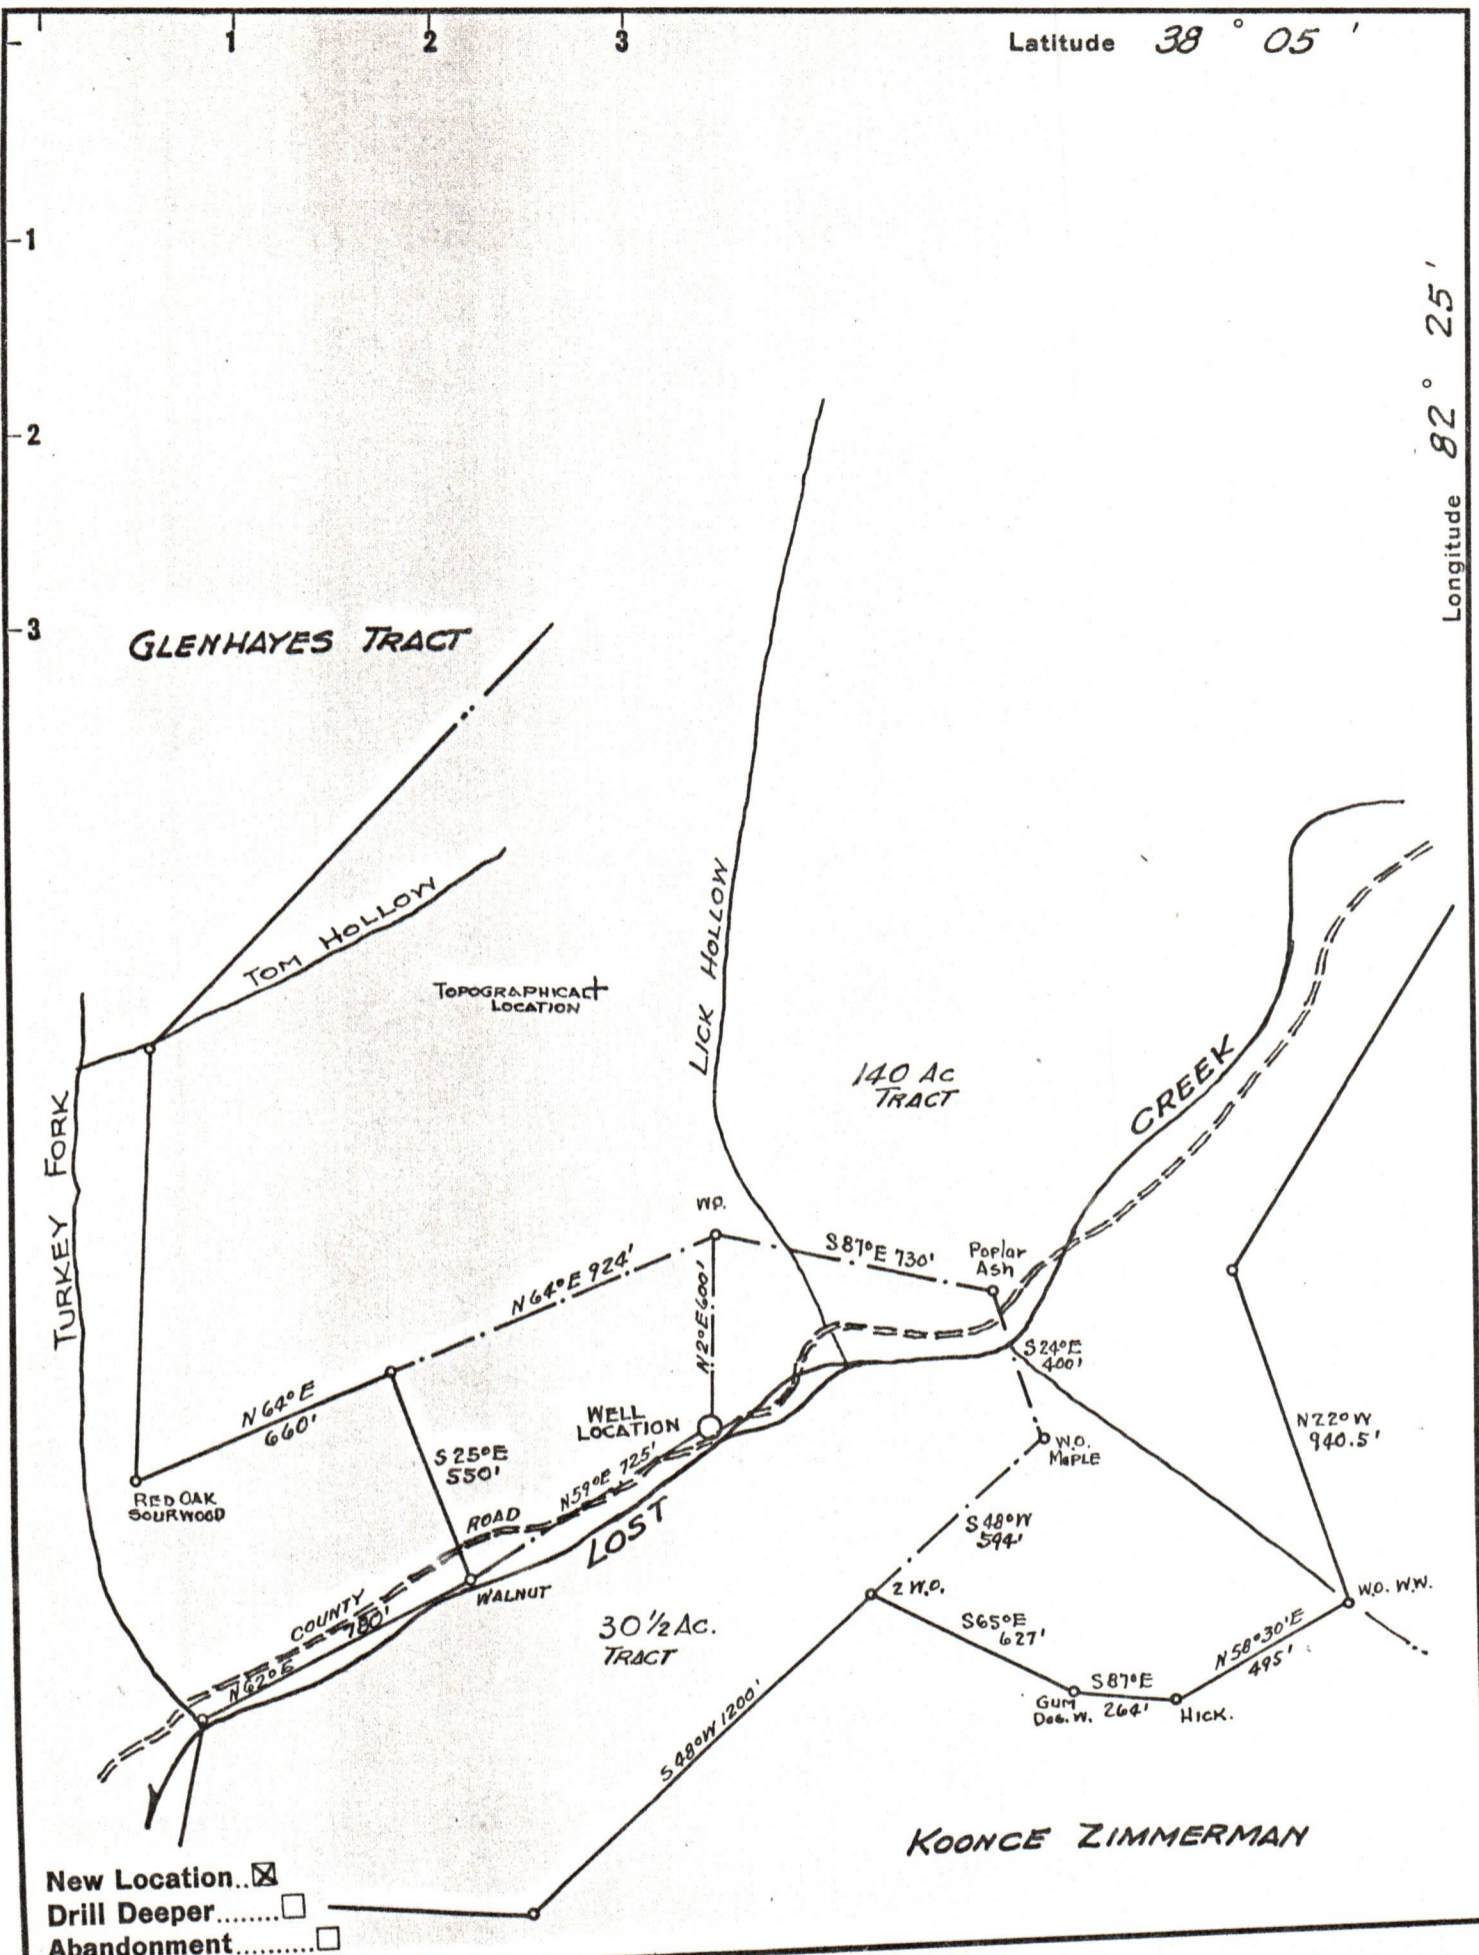 1 2 3
Latitude 38° 05'
-1
-2
-3
Longitude 82° 25'
GLENHAYES TRACT
TOM HOLLOW
TOPOGRAPHICAL
LOCATION
LICK HOLLOW
140 AC
TRACT
CREEK
TURKEY FORK
S87°E 730'
Poplar
Ash
N64°E 924'
N2°E 600'
S24°E
400'
N64°E
660'
WELL
LOCATION
N22°W
940.5'
S25°E
550'
N59°E 725'
W.O.
MAPLE
RED OAK
SOURWOOD
ROAD
LOST
S48°W
594'
WALNUT
2 W.O.
W.O. W.W.
COUNTY
780'
N62°E
30 1/2 AC.
TRACT
S65°E
627'
N58°30'E
495'
S87°E
264'
GUM
DOG.W.
HICK.
S48°W 1200'
KOONCE ZIMMERMAN
New Location..☒
Drill Deeper........☐
Abandonment..........☐